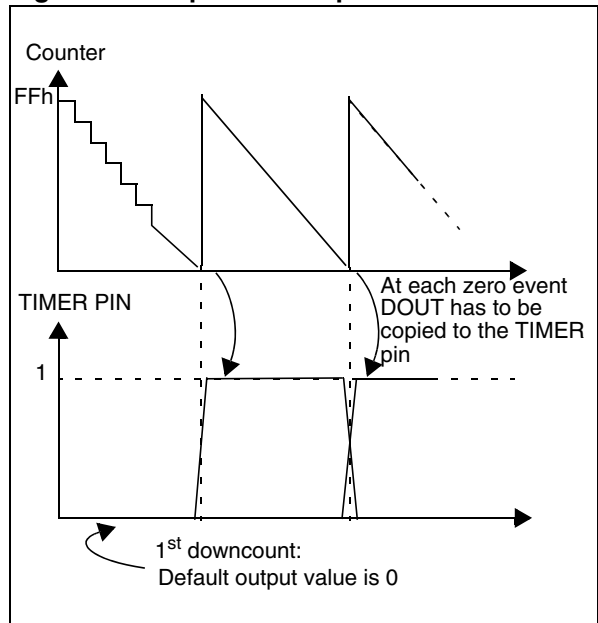 Counter
FFh
At each zero event
DOUT has to be
copied to the TIMER
pin
TIMER PIN
1
1st downcount:
Default output value is 0